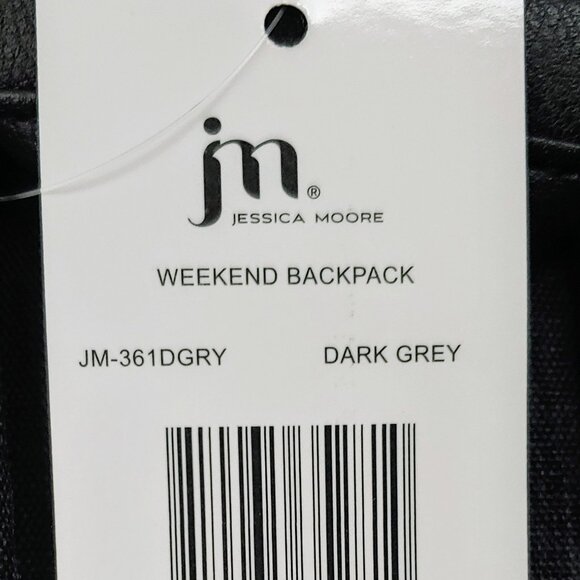 jm®
JESSICA MOORE
WEEKEND BACKPACK
JM-361DGRY DARK GREY